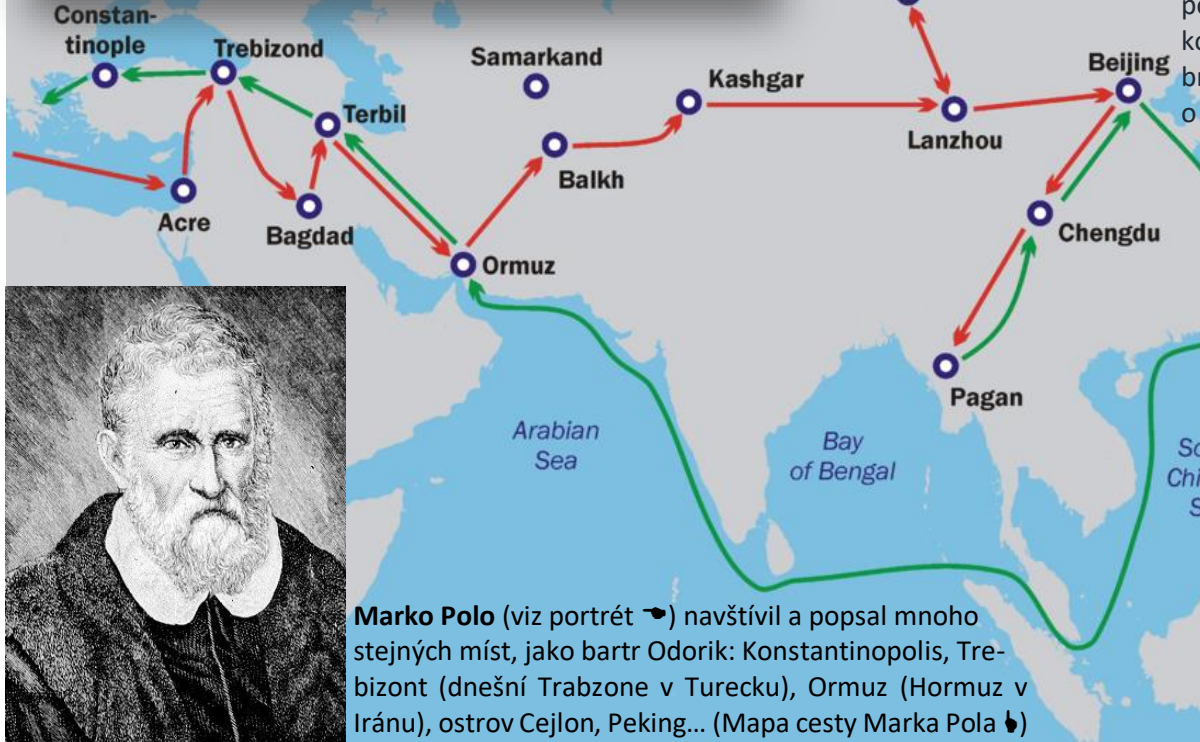 Constan-
tinople
Trebizond
Samarkand
Kashgar
Beijing
Terbil
Lanzhou
Balkh
Acre
Bagdad
Chengdu
Ormuz
Pagan
Arabian
Sea
Bay
of Bengal
Marko Polo (viz portrét ☚) navštívil a popsal mnoho
stejných míst, jako bartr Odorik: Konstantinopolis, Tre-
bizont (dnešní Trabzone v Turecku), Ormuz (Hormuz v
Iránu), ostrov Cejlon, Peking… (Mapa cesty Marka Pola)